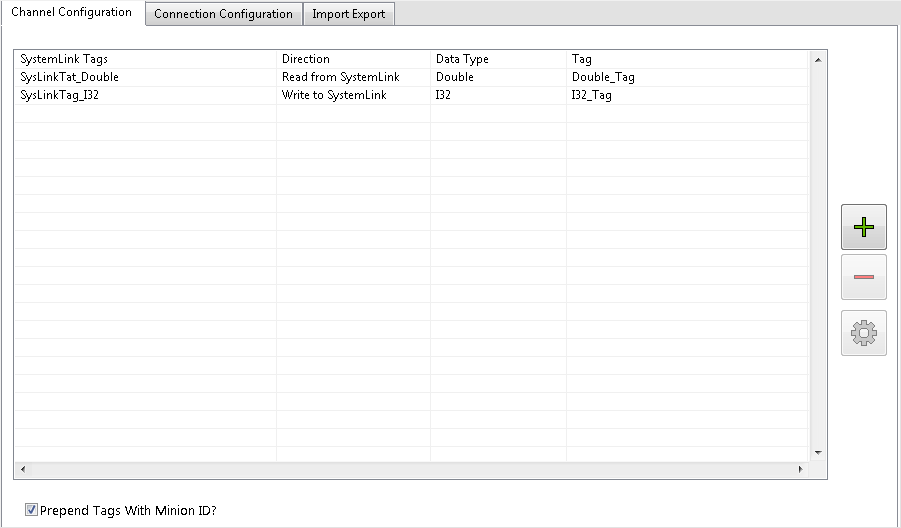 Channel Configuration Connection Configuration Import Export
SystemLink Tags Direction Data Type Tag
SysLinkTat_Double Read from SystemLink Double Double_Tag
SysLinkTag_I32 Write to SystemLink I32 I32_Tag
Prepend Tags With Minion ID?